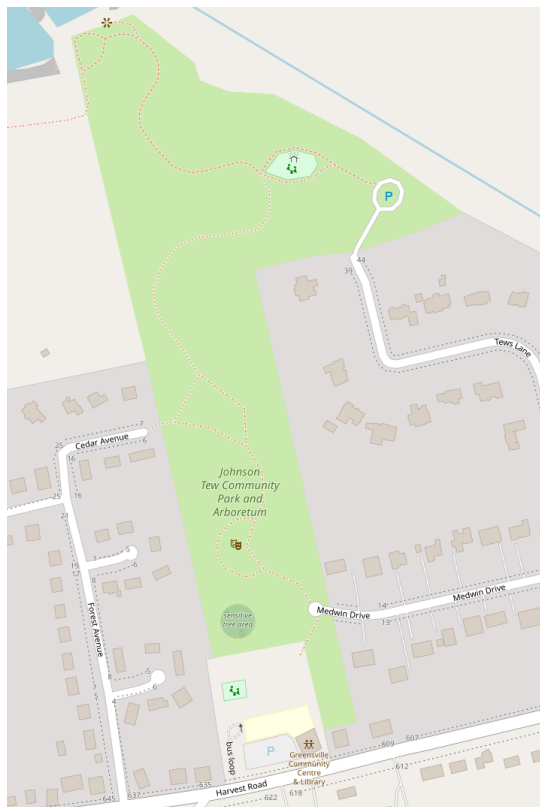 P
44
39
Tews Lane
7
25
Cedar Avenue
6
16
Johnson
Tew Community
Park and
Arboretum
25
16
21
5
19
1
17
6
8
14
13
Medwin Drive
Medwin Drive
Sensitive
tree area
Forest Avenue
8
5
7
6
5
4
bus loop
P
Greensville
Community
Centre
& Library
609
607
612
Harvest Road
635
637
645
622
618